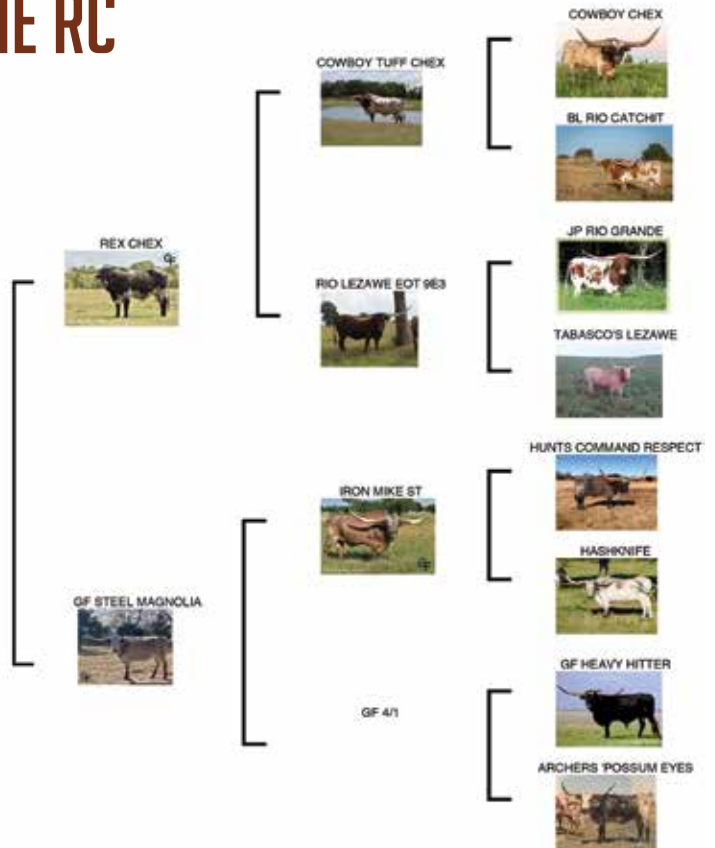 NE RC
COWBOY CHEX
COWBOY TUFF CHEX
BL RIO CATCHIT
REX CHEX
JP RIO GRANDE
RIO LEZAWE EOT 9E3
TABASCO'S LEZAWE
HUNTS COMMAND RESPECT
IRON MIKE ST
HASHKNIFE
GF STEEL MAGNOLIA
GF HEAVY HITTER
GF 4/1
ARCHERS 'POSSUM EYES